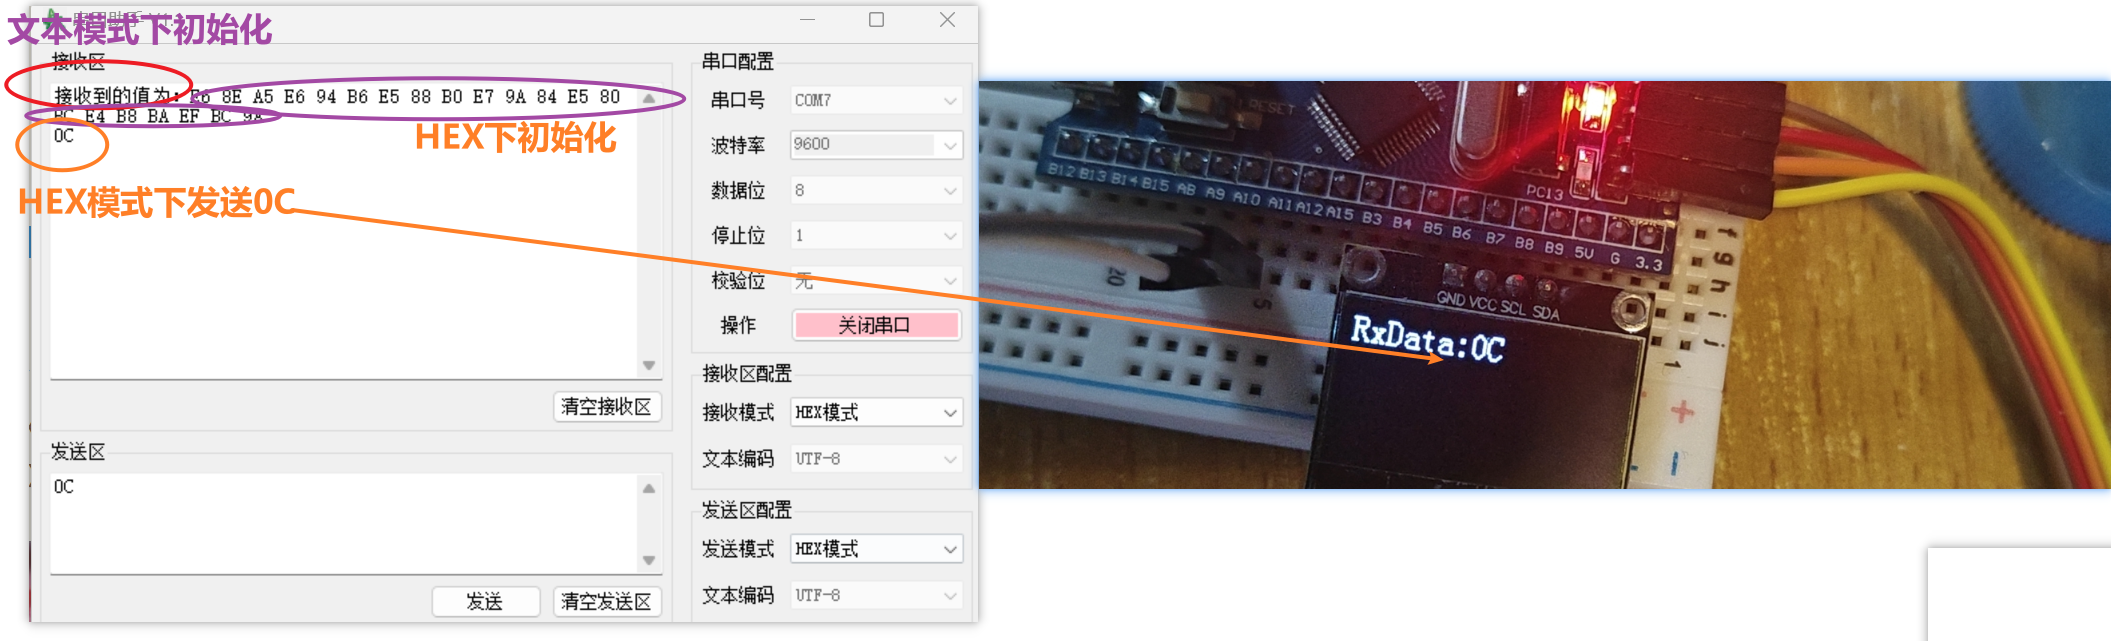 文本模式下初始化
接收区
接收到的值为: E6 8E A5 E6 94 B6 E5 88 B0 E7 9A 84 E5 80
BC E4 B8 BA EF BC 9A
0C
HEX下初始化
HEX模式下发送0C
清空接收区
发送区
0C
发送
清空发送区
串口配置
串口号 COM7
波特率 9600
数据位 8
停止位 1
校验位 无
操作 关闭串口
接收区配置
接收模式 HEX模式
文本编码 UTF-8
发送区配置
发送模式 HEX模式
文本编码 UTF-8
RESET
PC13
B12 B13 B14 B15 A8 A9 A10 A11 A12 A15 B3 B4 B5 B6 B7 B8 B9 5V G 3.3
20
5
f g h i j
1
GND VCC SCL SDA
RxData:0C
+